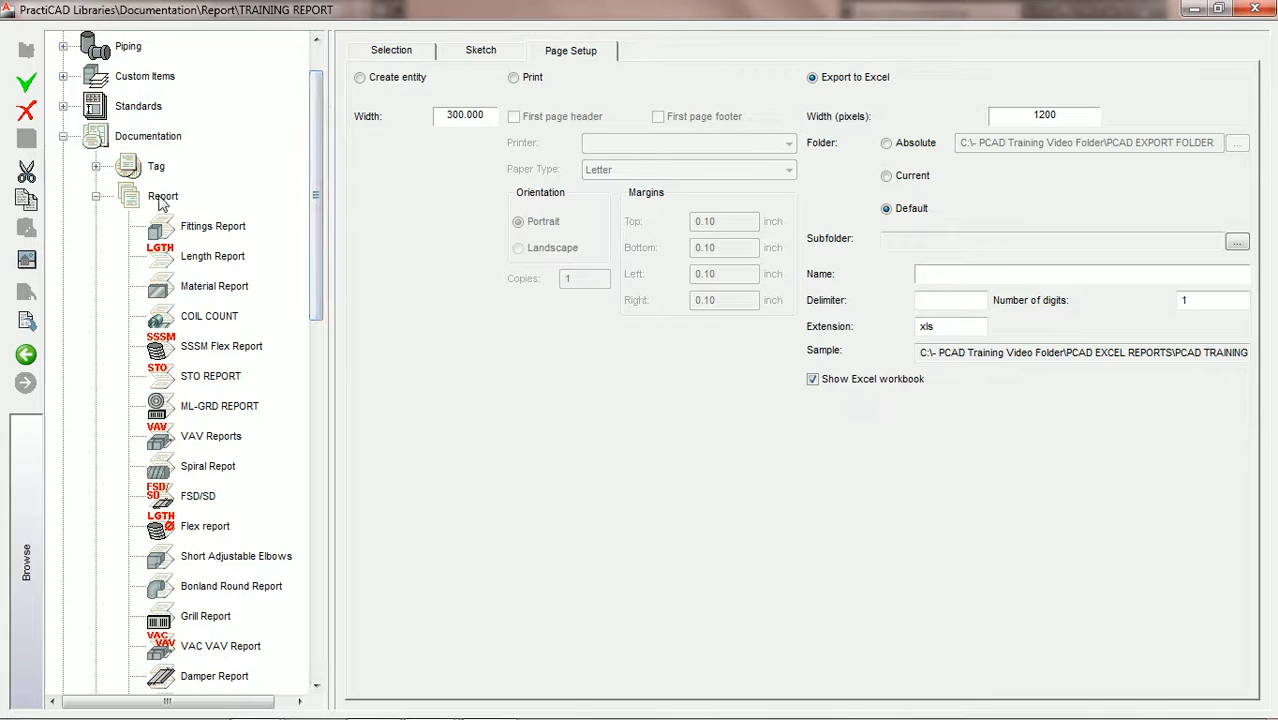 PractiCAD Libraries\Documentation\Report\TRAINING REPORT
Piping
Custom Items
Standards
Documentation
Tag
Report
Fittings Report
LGTH Length Report
Material Report
COIL COUNT
SSSM SSSM Flex Report
STO STO REPORT
ML-GRD REPORT
VAV VAV Reports
Spiral Repot
FSD/ SD FSD/SD
LGTH Flex report
Short Adjustable Elbows
Bonland Round Report
Grill Report
VAC VAV VAC VAV Report
Damper Report
Browse
Selection Sketch Page Setup
Create entity Print Export to Excel
Width: 300.000 First page header First page footer Width (pixels): 1200
Printer: Folder: Absolute C:\- PCAD Training Video Folder\PCAD EXPORT FOLDER ...
Paper Type: Letter Current
Orientation Margins
Portrait Top: 0.10 inch Default
Landscape Bottom: 0.10 inch Subfolder: ...
Copies: 1 Left: 0.10 inch Name:
Right: 0.10 inch Delimiter: Number of digits: 1
Extension: xls
Sample: C:\- PCAD Training Video Folder\PCAD EXCEL REPORTS\PCAD TRAINING
Show Excel workbook